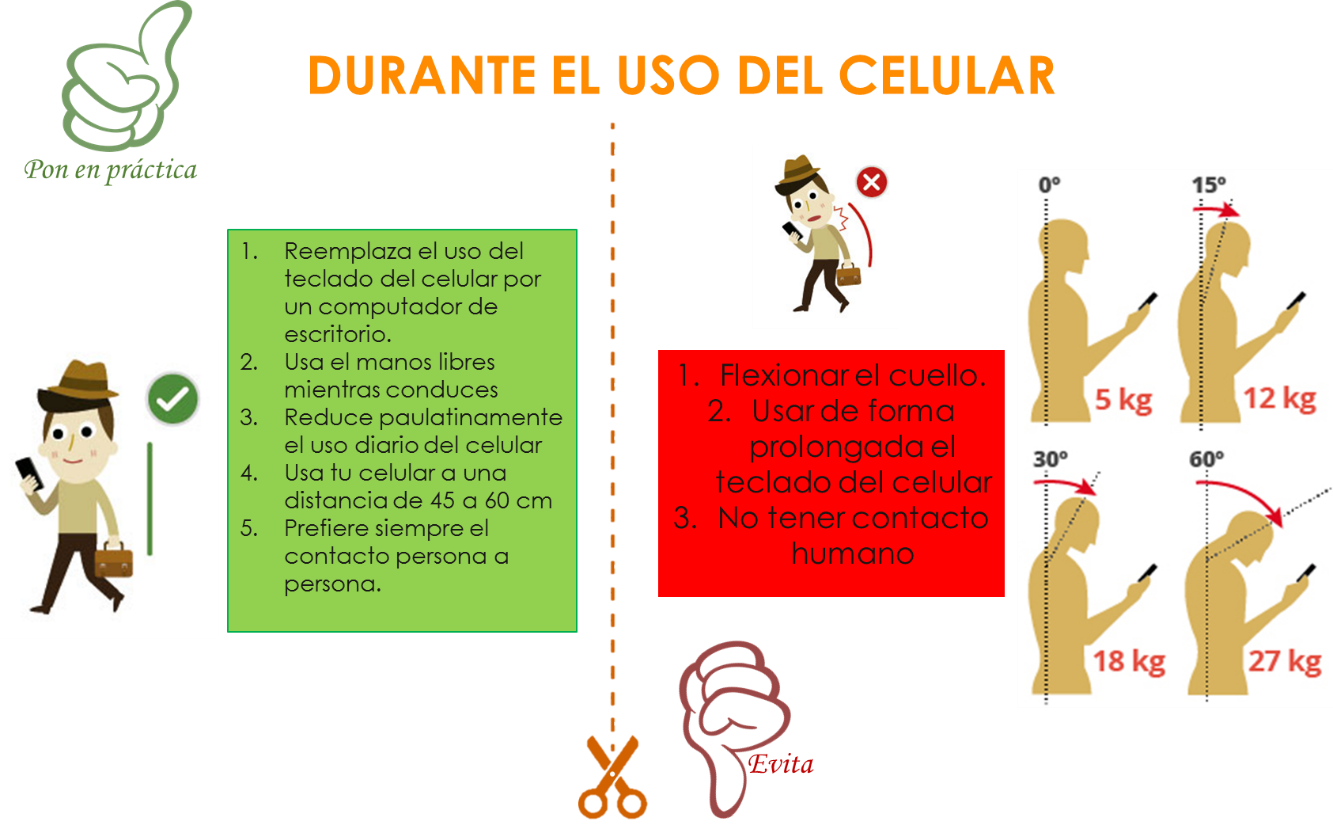 DURANTE EL USO DEL CELULAR
Pon en práctica
1. Reemplaza el uso del
teclado del celular por
un computador de
escritorio.
2. Usa el manos libres
mientras conduces
3. Reduce paulatinamente
el uso diario del celular
4. Usa tu celular a una
distancia de 45 a 60 cm
5. Prefiere siempre el
contacto persona a
persona.
1. Flexionar el cuello.
2. Usar de forma
prolongada el
teclado del celular
3. No tener contacto
humano
Evita
0º
15º
5 kg
12 kg
30º
60º
18 kg
27 kg